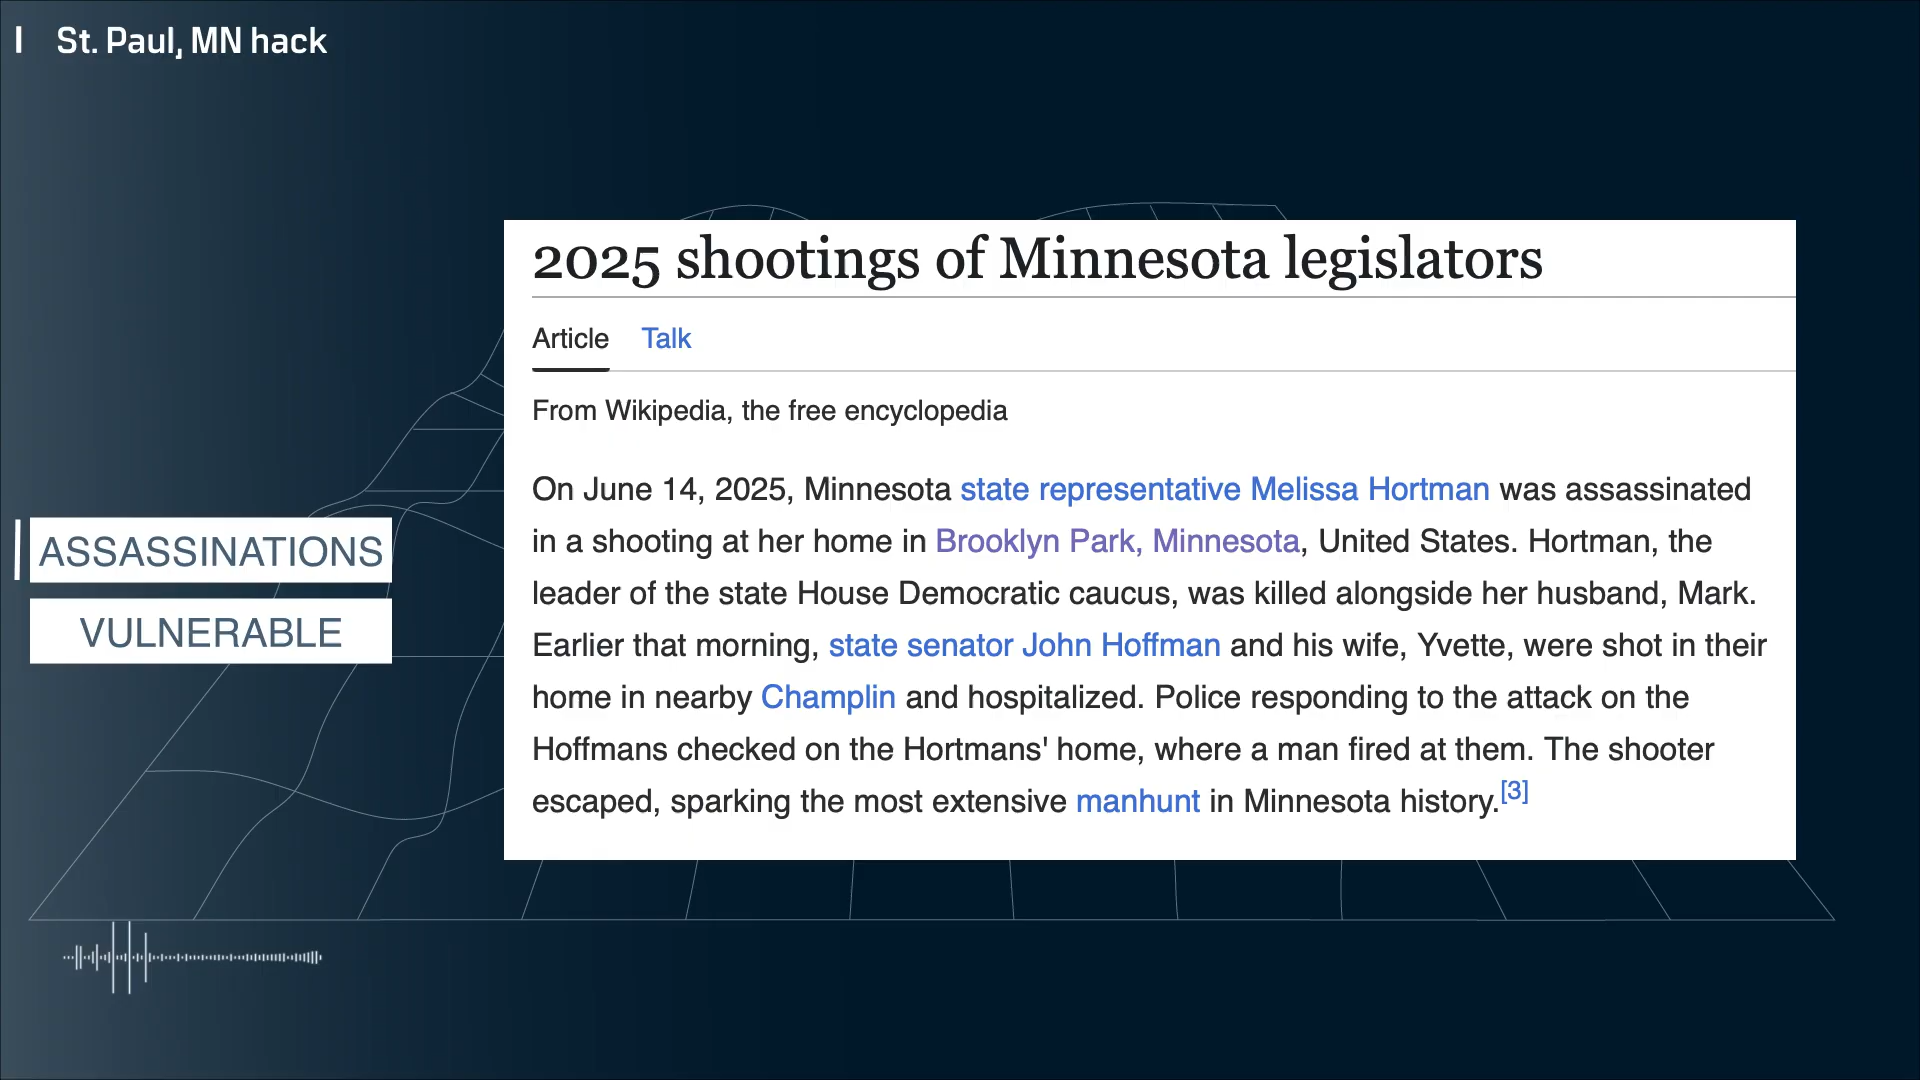 St. Paul, MN hack
ASSASSINATIONS
VULNERABLE
2025 shootings of Minnesota legislators
Article Talk
From Wikipedia, the free encyclopedia
On June 14, 2025, Minnesota state representative Melissa Hortman was assassinated
in a shooting at her home in Brooklyn Park, Minnesota, United States. Hortman, the
leader of the state House Democratic caucus, was killed alongside her husband, Mark.
Earlier that morning, state senator John Hoffman and his wife, Yvette, were shot in their
home in nearby Champlin and hospitalized. Police responding to the attack on the
Hoffmans checked on the Hortmans' home, where a man fired at them. The shooter
escaped, sparking the most extensive manhunt in Minnesota history.[3]